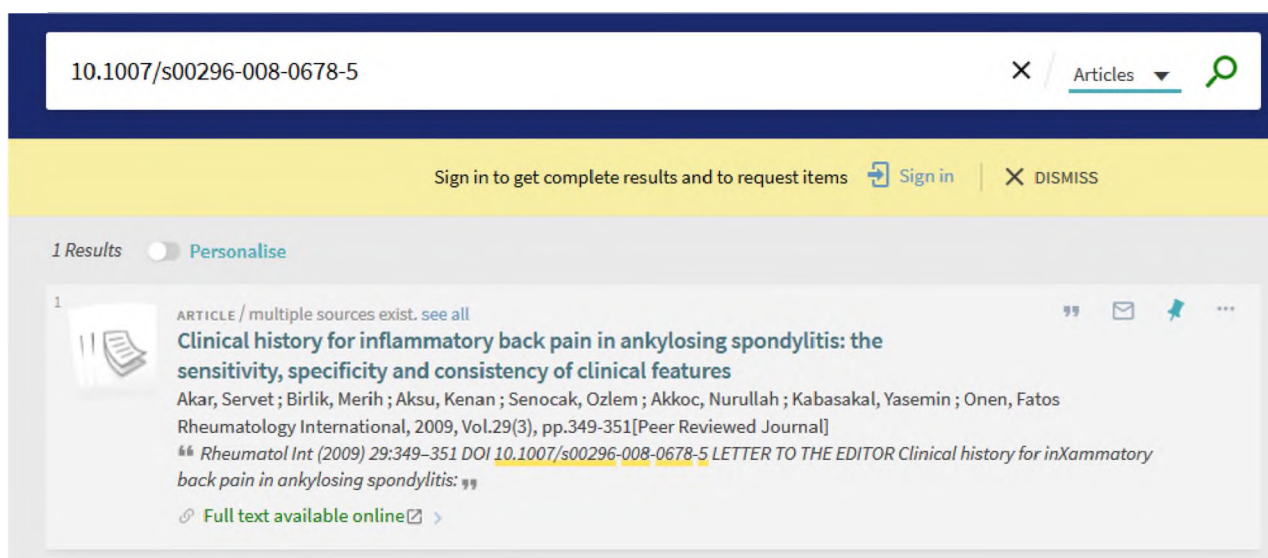 10.1007/s00296-008-0678-5 Articles
Sign in to get complete results and to request items Sign in DISMISS
1 Results Personalise
1
ARTICLE / multiple sources exist. see all
Clinical history for inflammatory back pain in ankylosing spondylitis: the
sensitivity, specificity and consistency of clinical features
Akar, Servet ; Birlik, Merih ; Aksu, Kenan ; Senocak, Ozlem ; Akkoc, Nurullah ; Kabasakal, Yasemin ; Onen, Fatos
Rheumatology International, 2009, Vol.29(3), pp.349-351[Peer Reviewed Journal]
❝ Rheumatol Int (2009) 29:349–351 DOI 10.1007/s00296-008-0678-5 LETTER TO THE EDITOR Clinical history for inXammatory
back pain in ankylosing spondylitis: ❞
Full text available online